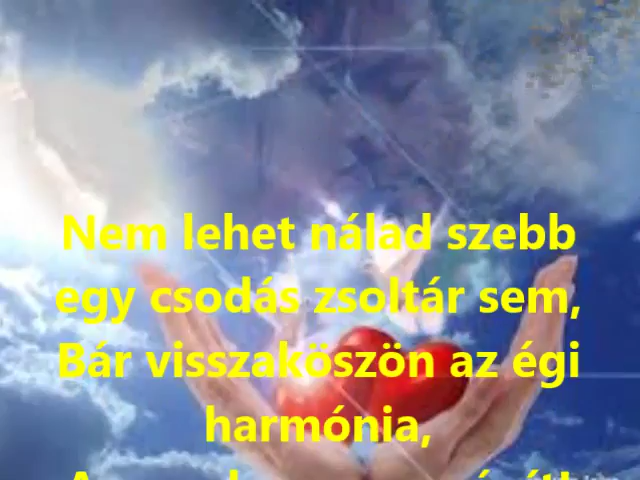 Nem lehet nálad szebb
egy csodás zsoltár sem,
Bár visszaköszön az égi
harmónia,